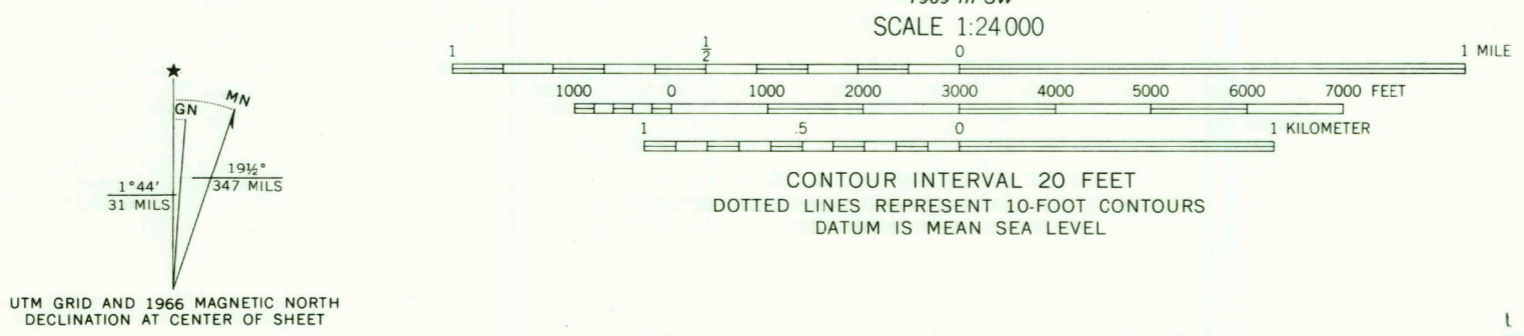 SCALE 1:24 000
1 ½ 0 1 MILE
1000 0 1000 2000 3000 4000 5000 6000 7000 FEET
1 .5 0 1 KILOMETER
CONTOUR INTERVAL 20 FEET
DOTTED LINES REPRESENT 10-FOOT CONTOURS
DATUM IS MEAN SEA LEVEL
★
GN
MN
1°44′
31 MILS
19½°
347 MILS
UTM GRID AND 1966 MAGNETIC NORTH
DECLINATION AT CENTER OF SHEET